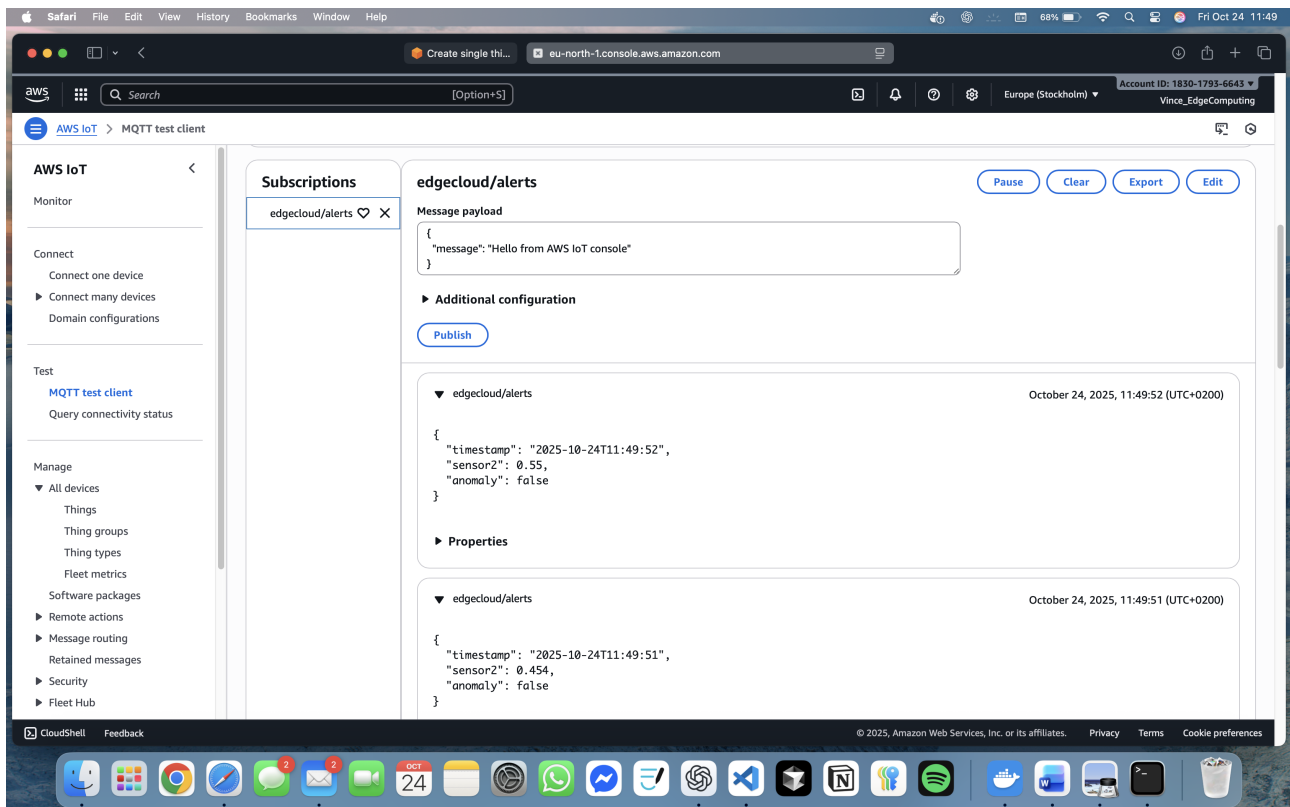 Safari File Edit View History Bookmarks Window Help
68% Fri Oct 24 11:49
Create single thi... eu-north-1.console.aws.amazon.com
aws Search [Option+S] Europe (Stockholm) ▼ Account ID: 1830-1793-6643 ▼
Vince_EdgeComputing
AWS IoT > MQTT test client
AWS IoT
Monitor
Connect
Connect one device
Connect many devices
Domain configurations
Test
MQTT test client
Query connectivity status
Manage
All devices
Things
Thing groups
Thing types
Fleet metrics
Software packages
Remote actions
Message routing
Retained messages
Security
Fleet Hub
Subscriptions
edgecloud/alerts
edgecloud/alerts
Pause Clear Export Edit
Message payload
{
"message": "Hello from AWS IoT console"
}
Additional configuration
Publish
edgecloud/alerts October 24, 2025, 11:49:52 (UTC+0200)
{
"timestamp": "2025-10-24T11:49:52",
"sensor2": 0.55,
"anomaly": false
}
Properties
edgecloud/alerts October 24, 2025, 11:49:51 (UTC+0200)
{
"timestamp": "2025-10-24T11:49:51",
"sensor2": 0.454,
"anomaly": false
}
CloudShell Feedback © 2025, Amazon Web Services, Inc. or its affiliates. Privacy Terms Cookie preferences
2 2 OCT
24